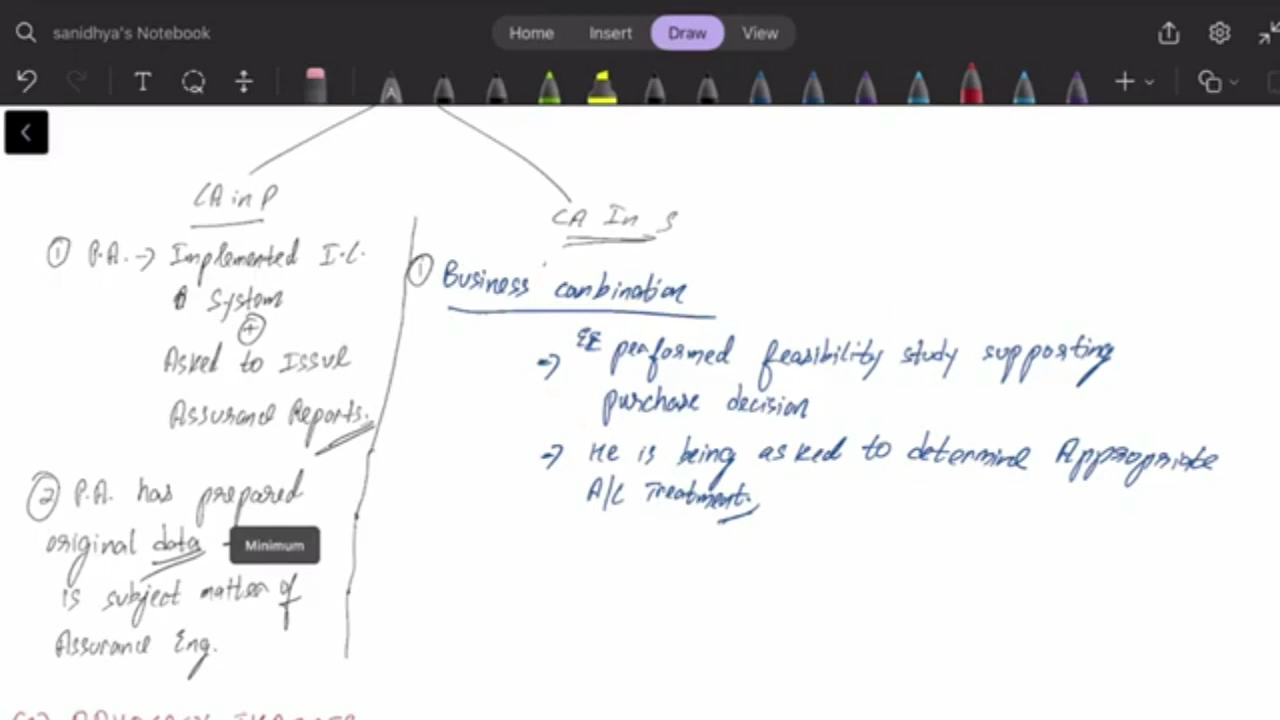 sanidhya's Notebook
Home Insert Draw View
CA in P
① P.A. → Implemented I.C.
System
+
Asked to Issue
Assurance Reports.
② P.A. has prepared
original data →
Minimum
is subject matter of
Assurance Eng.
CA In S
① Business combination
→ EE performed feasibility study supporting
purchase decision
→ He is being asked to determine Appropriate
A/c Treatment.